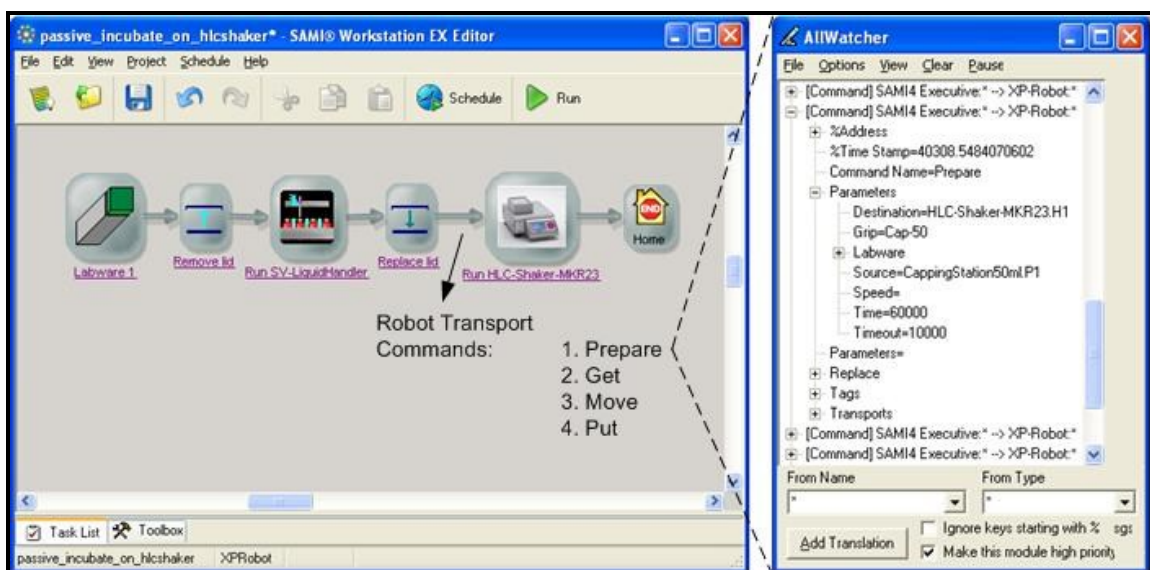 passive_incubate_on_hlcshaker* - SAMI® Workstation EX Editor
File Edit View Project Schedule Help
Schedule
Run
Labware 1
Remove lid
Run SV-LiquidHandler
Replace lid
Run HLC-Shaker-MKR23
END
Home
Robot Transport
Commands:
1. Prepare
2. Get
3. Move
4. Put
Task List
Toolbox
passive_incubate_on_hlcshaker
XPRobot
AllWatcher
File Options View Clear Pause
[Command] SAMI4 Executive:* --> XP-Robot:*
[Command] SAMI4 Executive:* --> XP-Robot:*
%Address
%Time Stamp=40308.5484070602
Command Name=Prepare
Parameters
Destination=HLC-Shaker-MKR23.H1
Grip=Cap-50
Labware
Source=CappingStation50ml.P1
Speed=
Time=60000
Timeout=10000
Parameters=
Replace
Tags
Transports
[Command] SAMI4 Executive:* --> XP-Robot:*
[Command] SAMI4 Executive:* --> XP-Robot:*
From Name
From Type
*
*
Add Translation
Ignore keys starting with % sgs
Make this module high priority